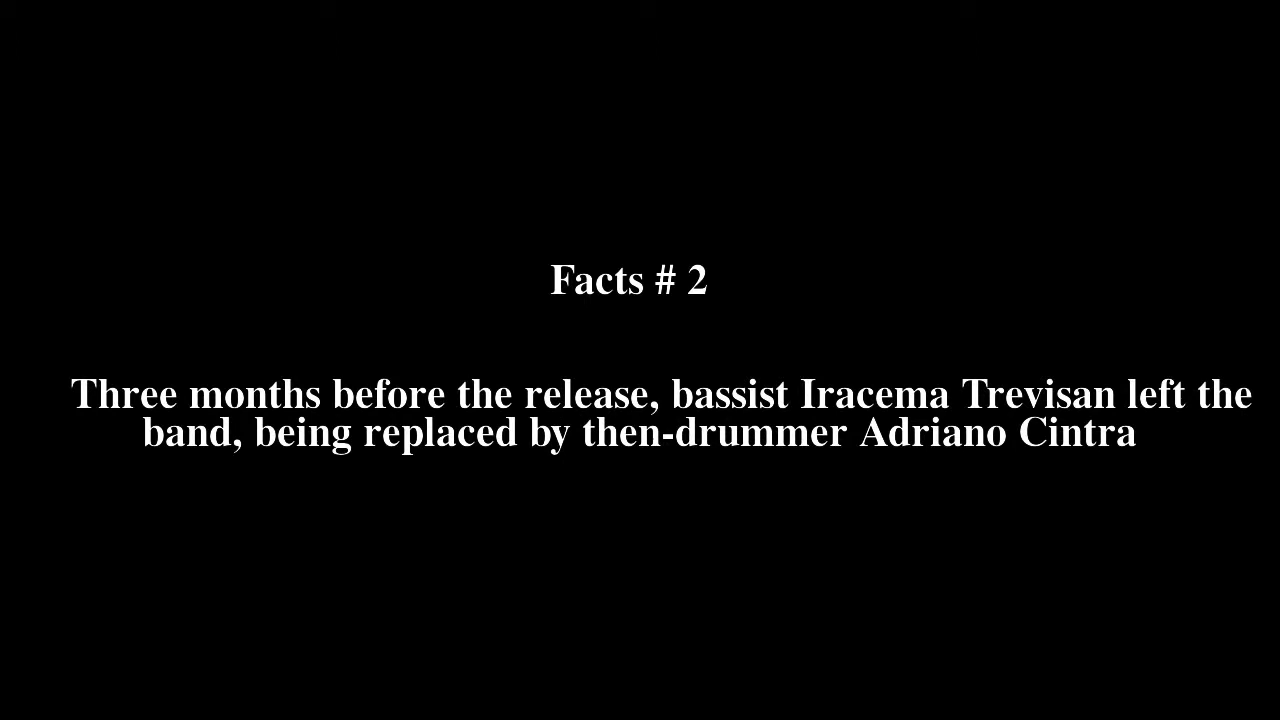 Facts # 2
Three months before the release, bassist Iracema Trevisan left the
band, being replaced by then-drummer Adriano Cintra